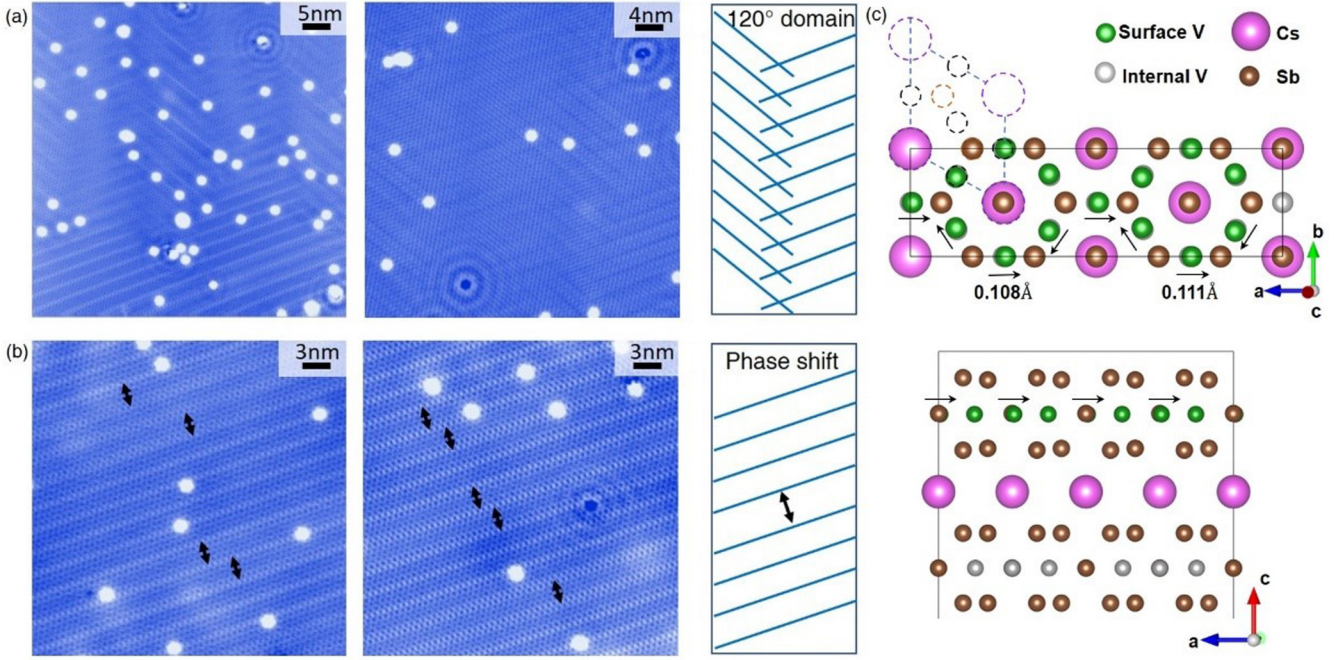 (a)
5nm
4nm
120° domain
(c)
Surface V
Cs
Internal V
Sb
b
a
c
0.108Å
0.111Å
(b)
3nm
3nm
Phase shift
c
a